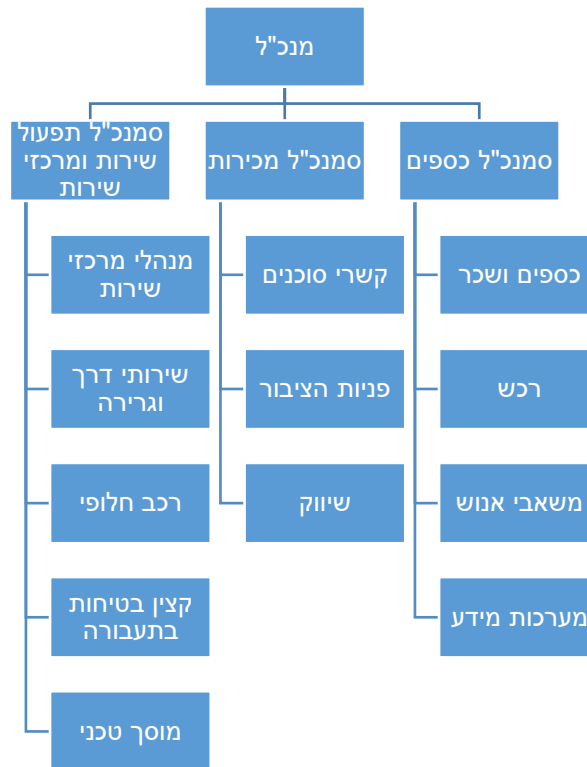 מנכ"ל
סמנכ"ל כספים
כספים ושכר
רכש
משאבי אנוש
מערכות מידע
סמנכ"ל מכירות
קשרי סוכנים
פניות הציבור
שיווק
סמנכ"ל תפעול
שירות ומרכזי
שירות
מנהלי מרכזי
שירות
שירותי דרך
וגרירה
רכב חלופי
קצין בטיחות
בתעבורה
מוסך טכני